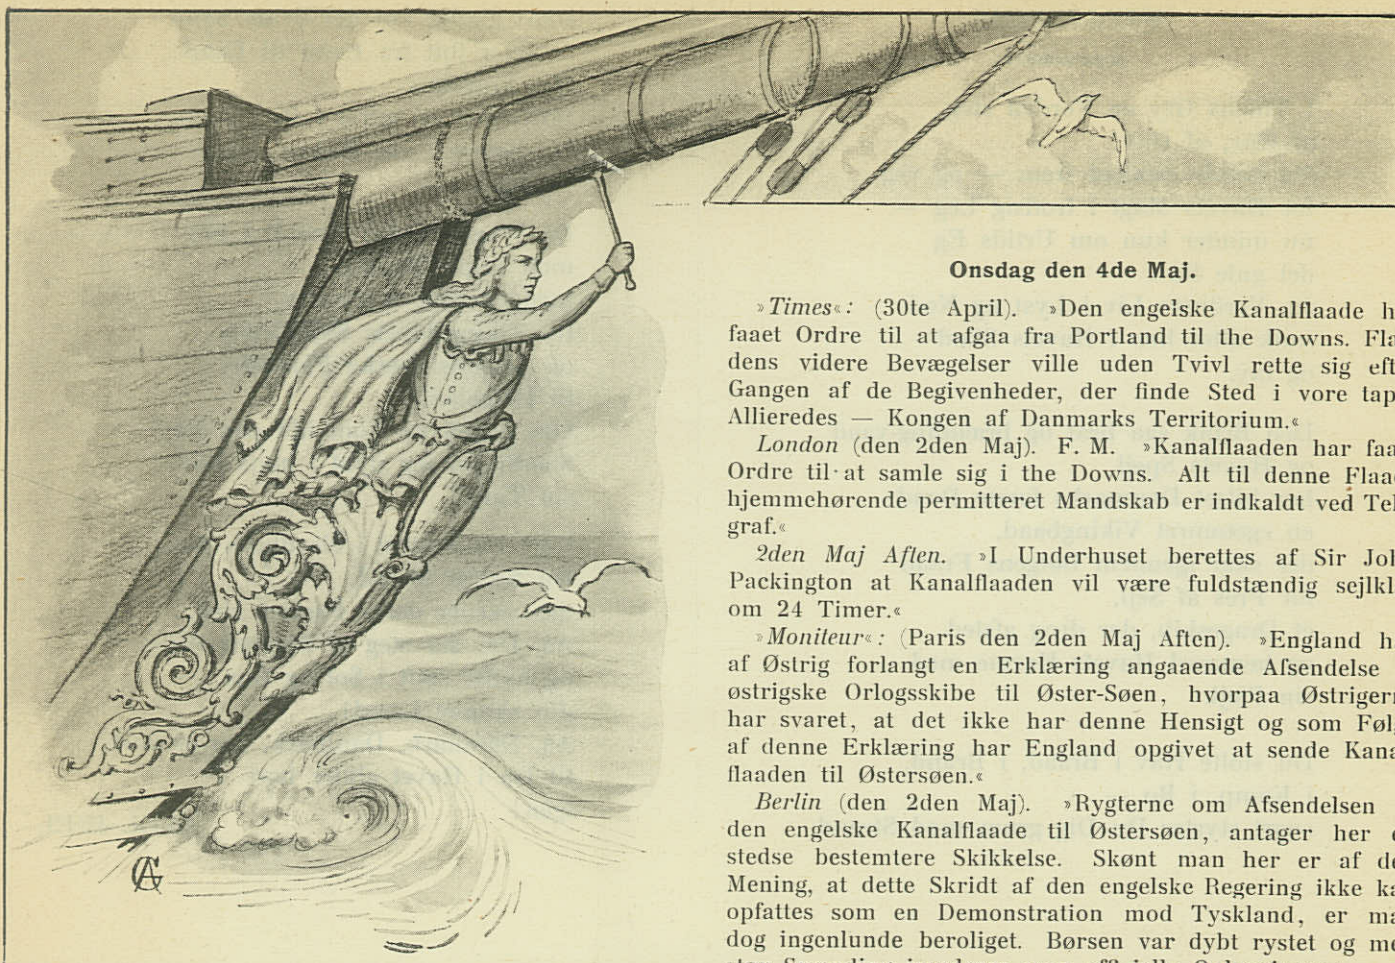 Onsdag den 4de Maj.
»Times«: (30te April). »Den engelske Kanalflaade h
faaet Ordre til at afgaa fra Portland til the Downs. Fla
dens videre Bevægelser ville uden Tvivl rette sig eft
Gangen af de Begivenheder, der finde Sted i vore tap
Allieredes — Kongen af Danmarks Territorium.«
London (den 2den Maj). F. M. »Kanalflaaden har faa
Ordre til at samle sig i the Downs. Alt til denne Flaa
hjemmehørende permitteret Mandskab er indkaldt ved Tel
graf.«
2den Maj Aften. »I Underhuset berettes af Sir Joh
Packington at Kanalflaaden vil være fuldstændig sejlkl
om 24 Timer.«
»Moniteur«: (Paris den 2den Maj Aften). »England h
af Østrig forlangt en Erklæring angaaende Afsendelse
østrigske Orlogsskibe til Øster-Søen, hvorpaa Østrigern
har svaret, at det ikke har denne Hensigt og som Føl
af denne Erklæring har England opgivet at sende Kana
flaaden til Østersøen.«
Berlin (den 2den Maj). »Rygterne om Afsendelsen
den engelske Kanalflaade til Østersøen, antager her e
stedse bestemtere Skikkelse. Skønt man her er af de
Mening, at dette Skridt af den engelske Regering ikke ka
opfattes som en Demonstration mod Tyskland, er ma
dog ingenlunde beroliget. Børsen var dybt rystet og me